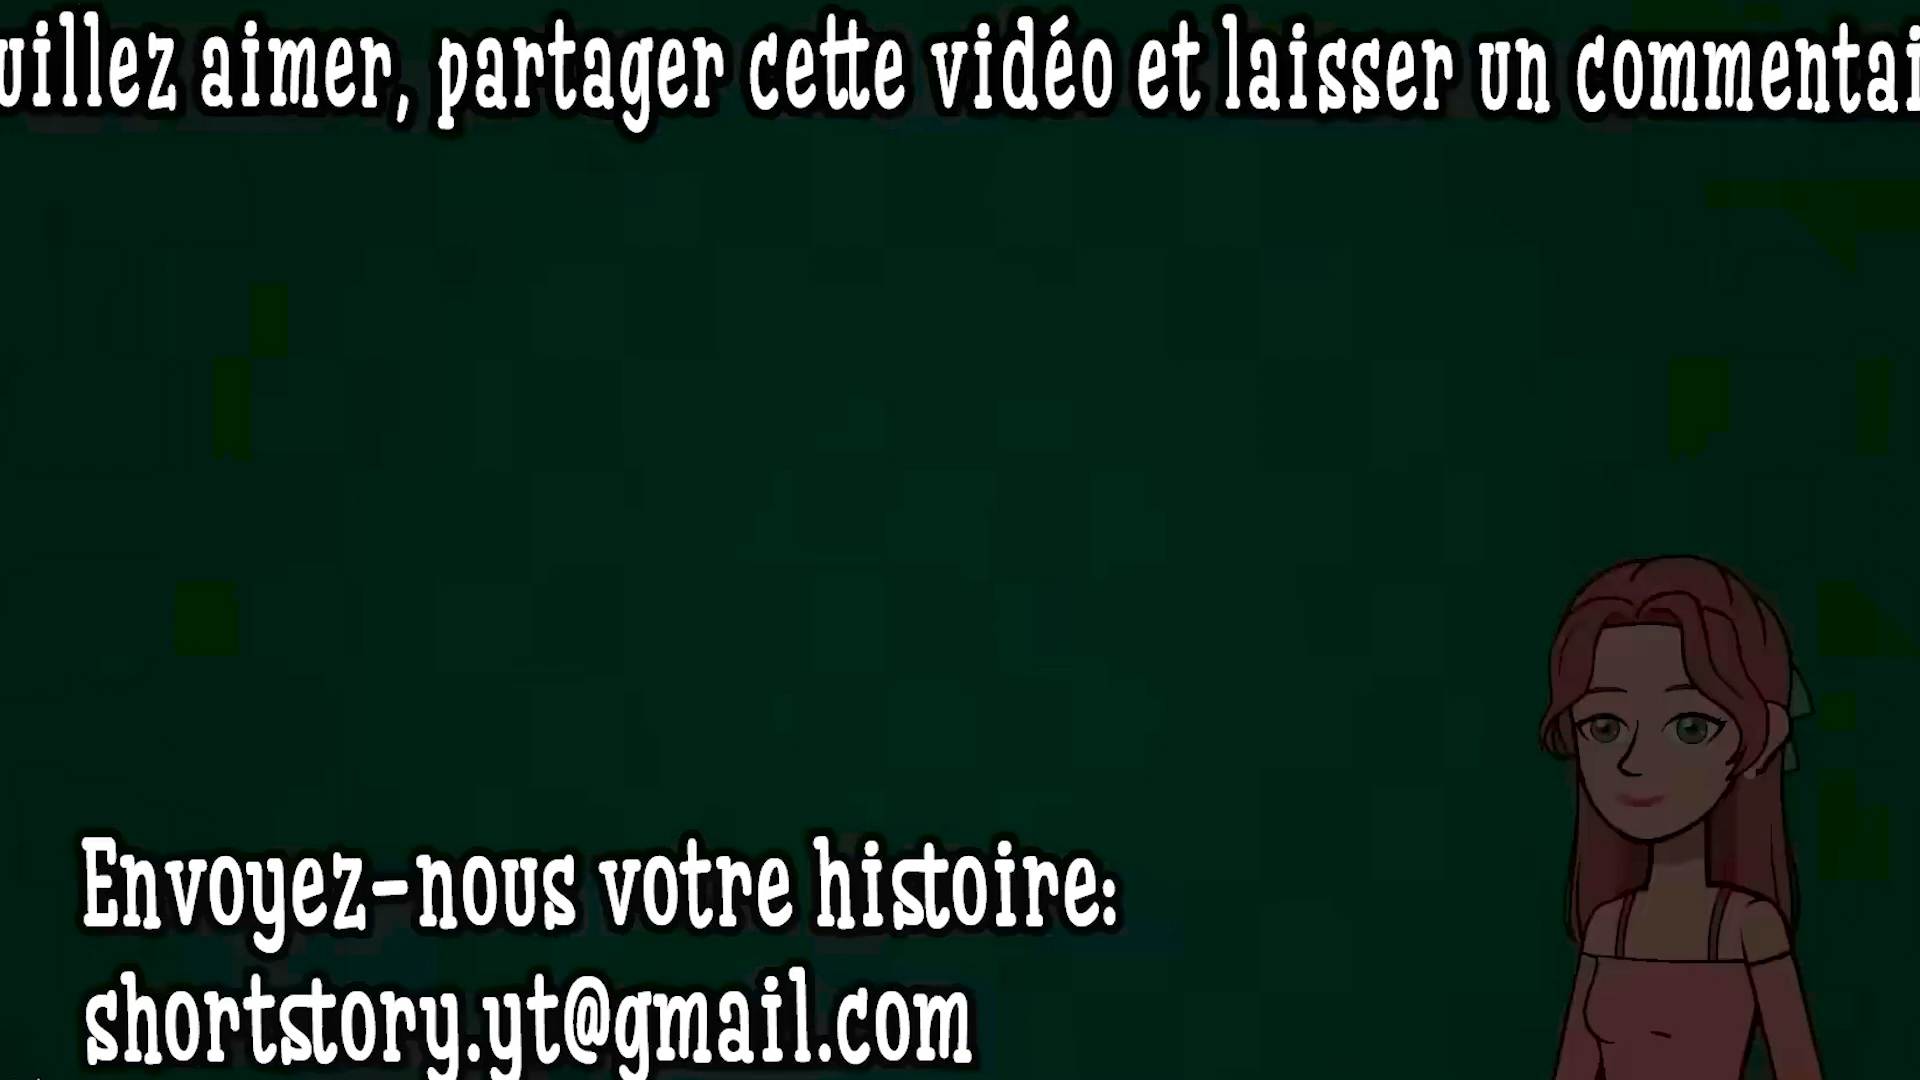 uillez aimer, partager cette vidéo et laisser un commentai
Envoyez-nous votre histoire:
shortstory.yt@gmail.com